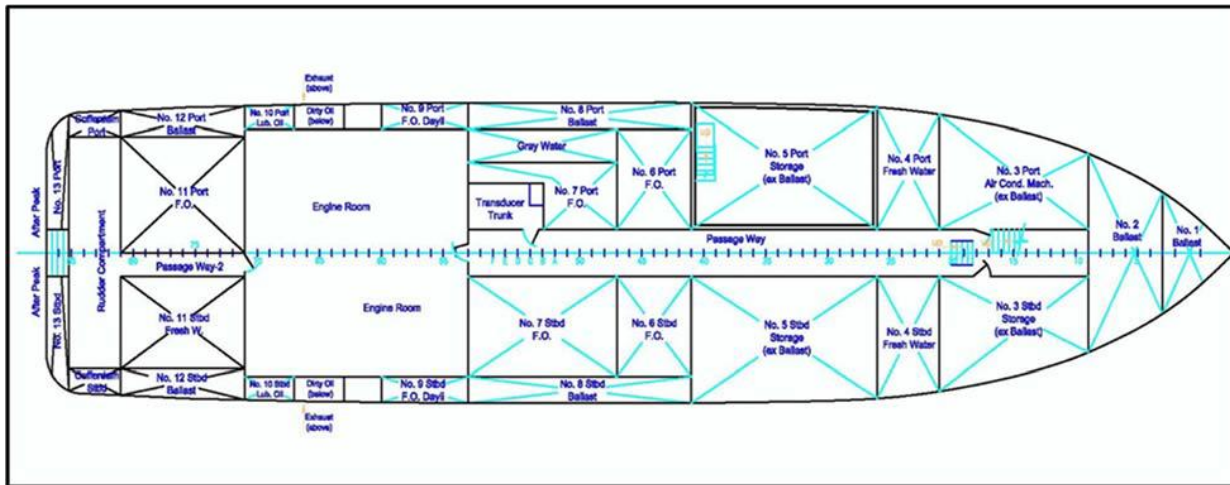 Exhaust
(above)
Cofferdam
Port
No. 12 Port
Ballast
No. 10 Port
Lub. Oil
Dirty Oil
(below)
No. 9 Port
F.O. Dayli
No. 8 Port
Ballast
Gray Water
No. 13 Port
No. 11 Port
F.O.
Engine Room
Transducer
Trunk
No. 7 Port
F.O.
No. 6 Port
F.O.
No. 5 Port
Storage
(ex Ballast)
No. 4 Port
Fresh Water
No. 3 Port
Air Cond. Mach.
(ex Ballast)
After Peak
Rudder Compartment
Passage Way
No. 2
Ballast
No. 1
Ballast
Passage Way-2
After Peak
No. 13 Stbd
No. 11 Stbd
Fresh W.
Engine Room
No. 7 Stbd
F.O.
No. 6 Stbd
F.O.
No. 5 Stbd
Storage
(ex Ballast)
No. 4 Stbd
Fresh Water
No. 3 Stbd
Storage
(ex Ballast)
Stbd
No. 12 Stbd
Ballast
No. 10 Stbd
Lub. Oil
Dirty Oil
(below)
No. 9 Stbd
F.O. Dayli
No. 8 Stbd
Ballast
Exhaust
(above)